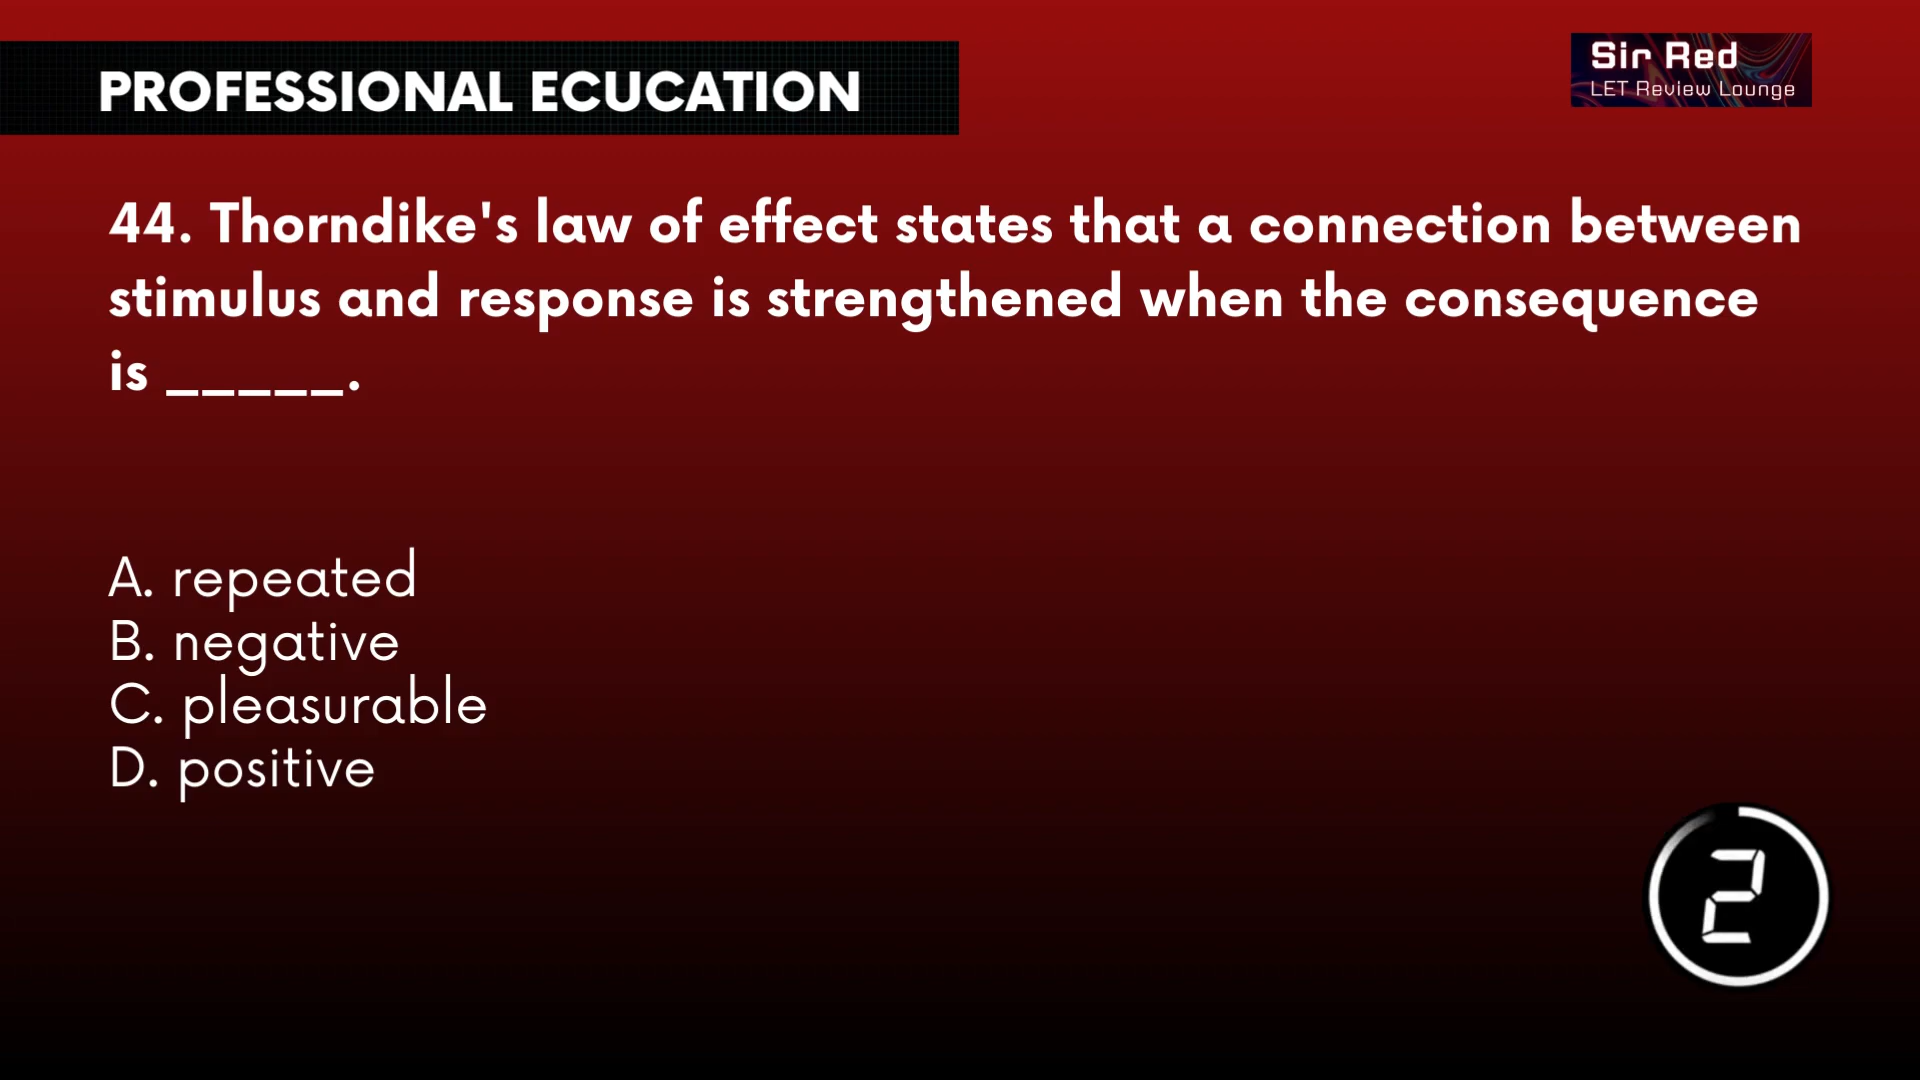 PROFESSIONAL ECUCATION
Sir Red
LET Review Lounge
44. Thorndike's law of effect states that a connection between
stimulus and response is strengthened when the consequence
is _____.
A. repeated
B. negative
C. pleasurable
D. positive
2